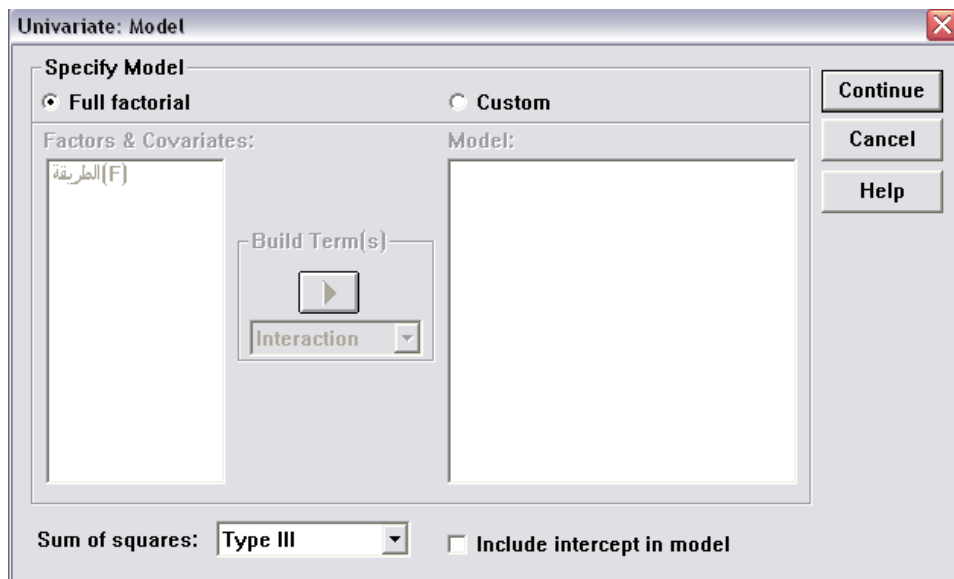 Univariate: Model
Specify Model
Full factorial
Custom
Continue
Factors & Covariates:
Model:
Cancel
الطريقة(F)
Help
Build Term(s)
Interaction
Sum of squares:
Type III
Include intercept in model